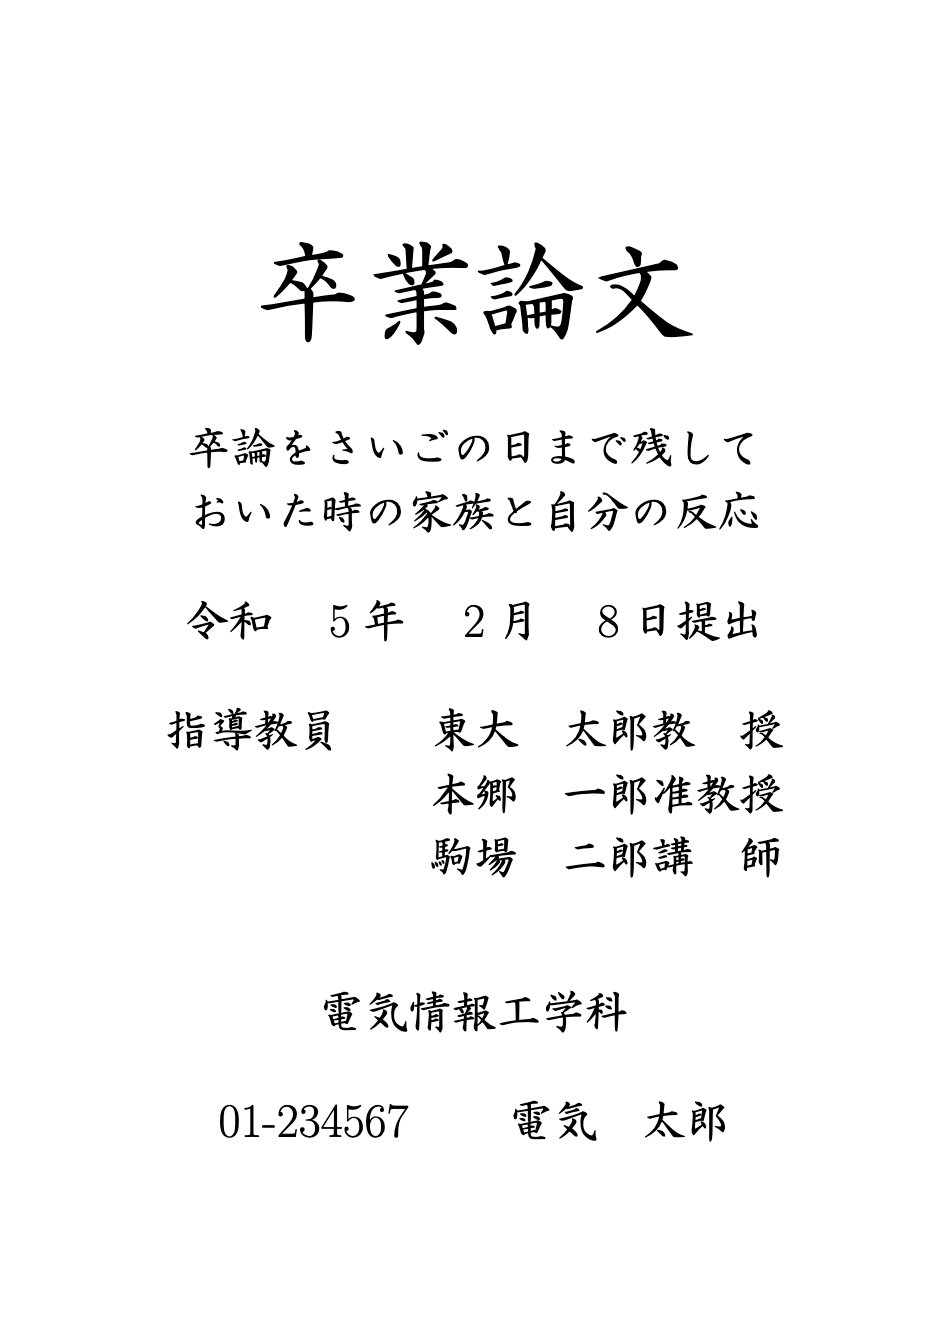 卒業論文
卒論をさいごの日まで残して
おいた時の家族と自分の反応
令和　5 年　2 月　8 日提出
指導教員　　東大　太郎教　授
本郷　一郎准教授
駒場　二郎講　師
電気情報工学科
01-234567　　電気　太郎